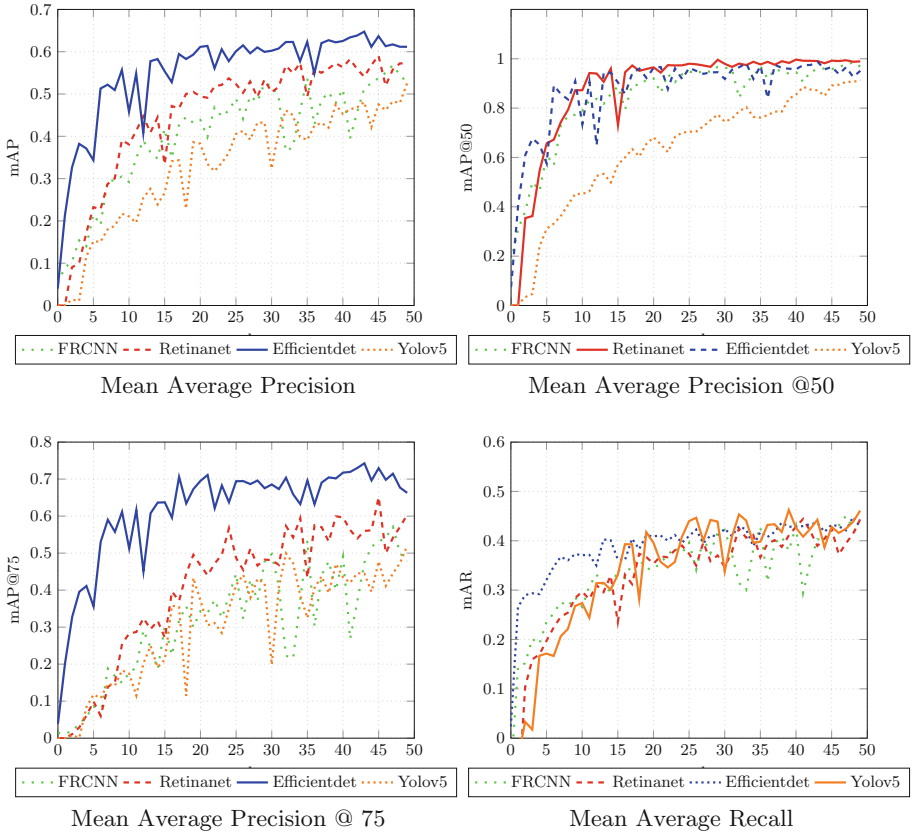 0.7
0.6
0.5
0.4
0.3
0.2
0.1
0
mAP
0 5 10 15 20 25 30 35 40 45 50
FRCNN Retinanet Efficientdet Yolov5
Mean Average Precision
1
0.8
0.6
0.4
0.2
0
mAP@50
0 5 10 15 20 25 30 35 40 45 50
FRCNN Retinanet Efficientdet Yolov5
Mean Average Precision @50
0.8
0.7
0.6
0.5
0.4
0.3
0.2
0.1
0
mAP@75
0 5 10 15 20 25 30 35 40 45 50
FRCNN Retinanet Efficientdet Yolov5
Mean Average Precision @ 75
0.6
0.5
0.4
0.3
0.2
0.1
0
mAR
0 5 10 15 20 25 30 35 40 45 50
FRCNN Retinanet Efficientdet Yolov5
Mean Average Recall